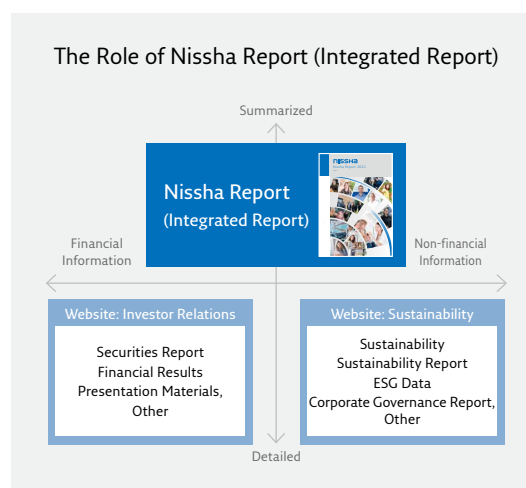 The Role of Nissha Report (Integrated Report)
Summarized
Nissha Report
(Integrated Report)
nissha
Financial
Information
Non-financial
Information
Website: Investor Relations
Securities Report
Financial Results
Presentation Materials,
Other
Website: Sustainability
Sustainability
Sustainability Report
ESG Data
Corporate Governance Report,
Other
Detailed